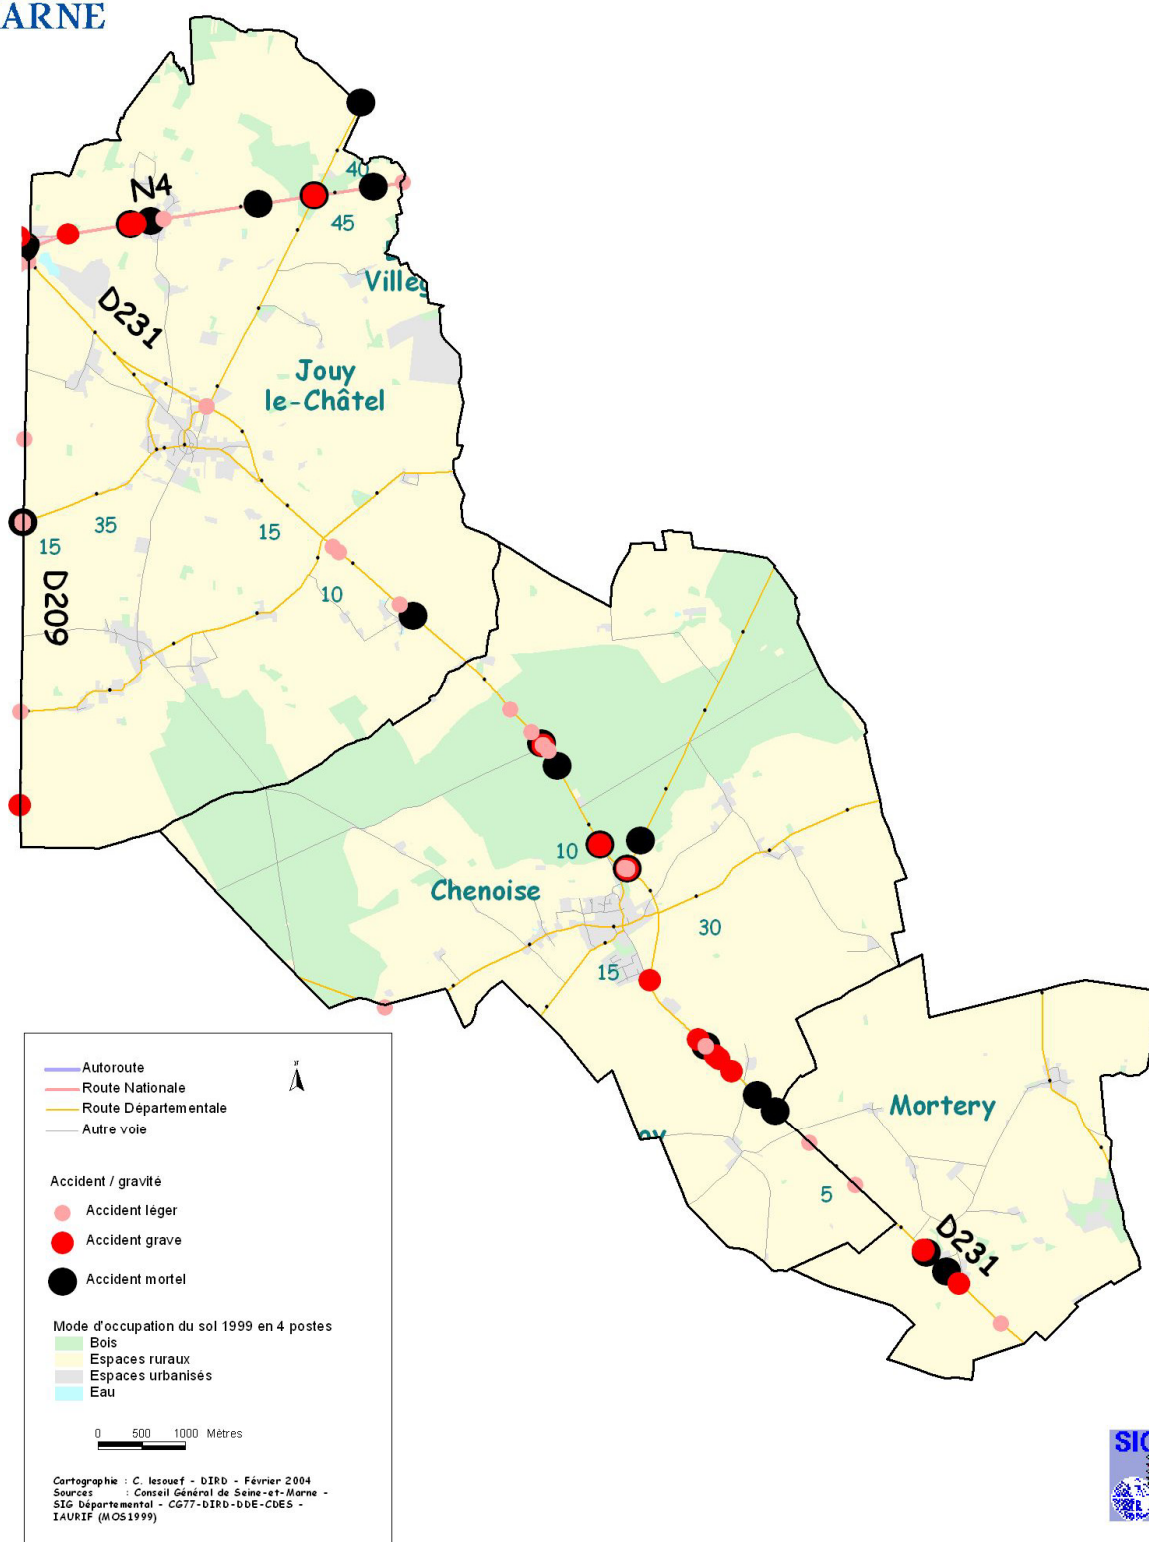 ARNE
40
N4
45
Villeg
D231
Jouy
le-Châtel
35
15
15
D209
10
10
Chenoise
30
15
Mortery
5
D231
Autoroute
Route Nationale
Route Départementale
Autre voie
Accident / gravité
Accident léger
Accident grave
Accident mortel
Mode d'occupation du sol 1999 en 4 postes
Bois
Espaces ruraux
Espaces urbanisés
Eau
0 500 1000 Mètres
Cartographie : C. lesouef - DIRD - Février 2004
Sources : Conseil Général de Seine-et-Marne -
SIG Départemental - CG77-DIRD-DDE-CDES -
IAURIF (MOS1999)
SIG